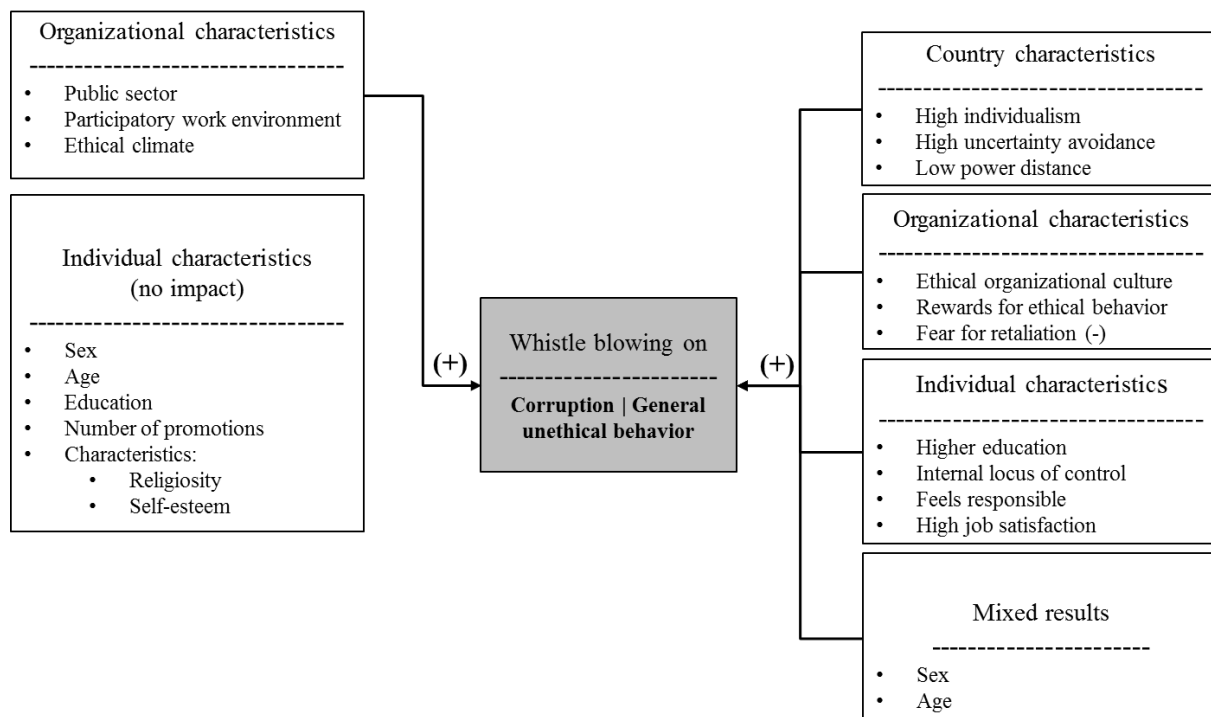 Organizational characteristics
----------------------------------
• Public sector
• Participatory work environment
• Ethical climate
Individual characteristics
(no impact)
----------------------------------
• Sex
• Age
• Education
• Number of promotions
• Characteristics:
• Religiosity
• Self-esteem
(+)
Whistle blowing on
------------------------
Corruption | General
unethical behavior
(+)
Country characteristics
-----------------------------------
• High individualism
• High uncertainty avoidance
• Low power distance
Organizational characteristics
-----------------------------------
• Ethical organizational culture
• Rewards for ethical behavior
• Fear for retaliation (-)
Individual characteristics
-----------------------------------
• Higher education
• Internal locus of control
• Feels responsible
• High job satisfaction
Mixed results
------------------------
• Sex
• Age